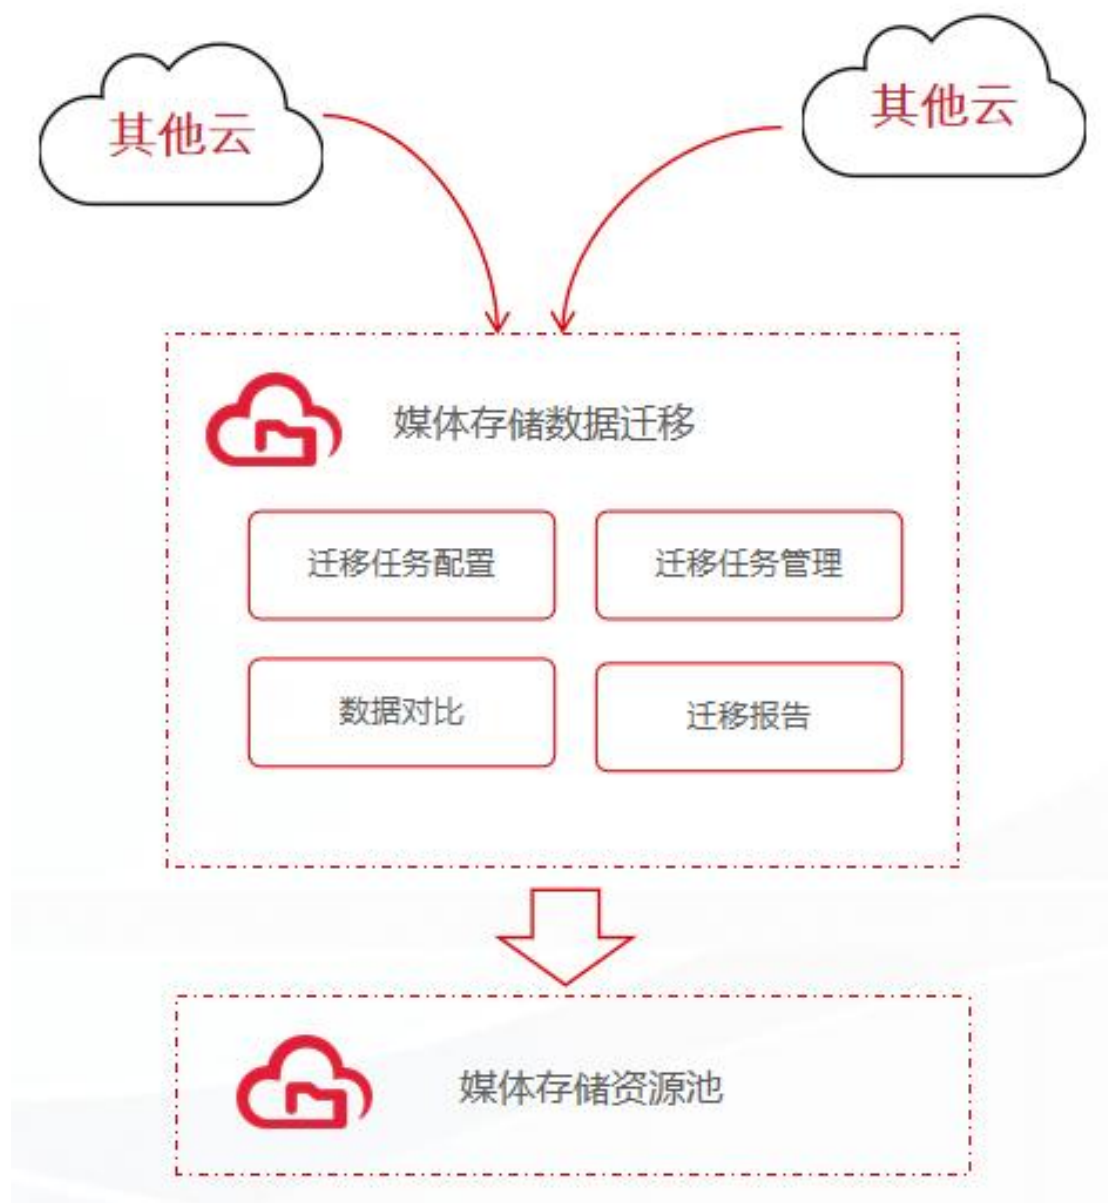 其他云
其他云
媒体存储数据迁移
迁移任务配置
迁移任务管理
数据对比
迁移报告
媒体存储资源池